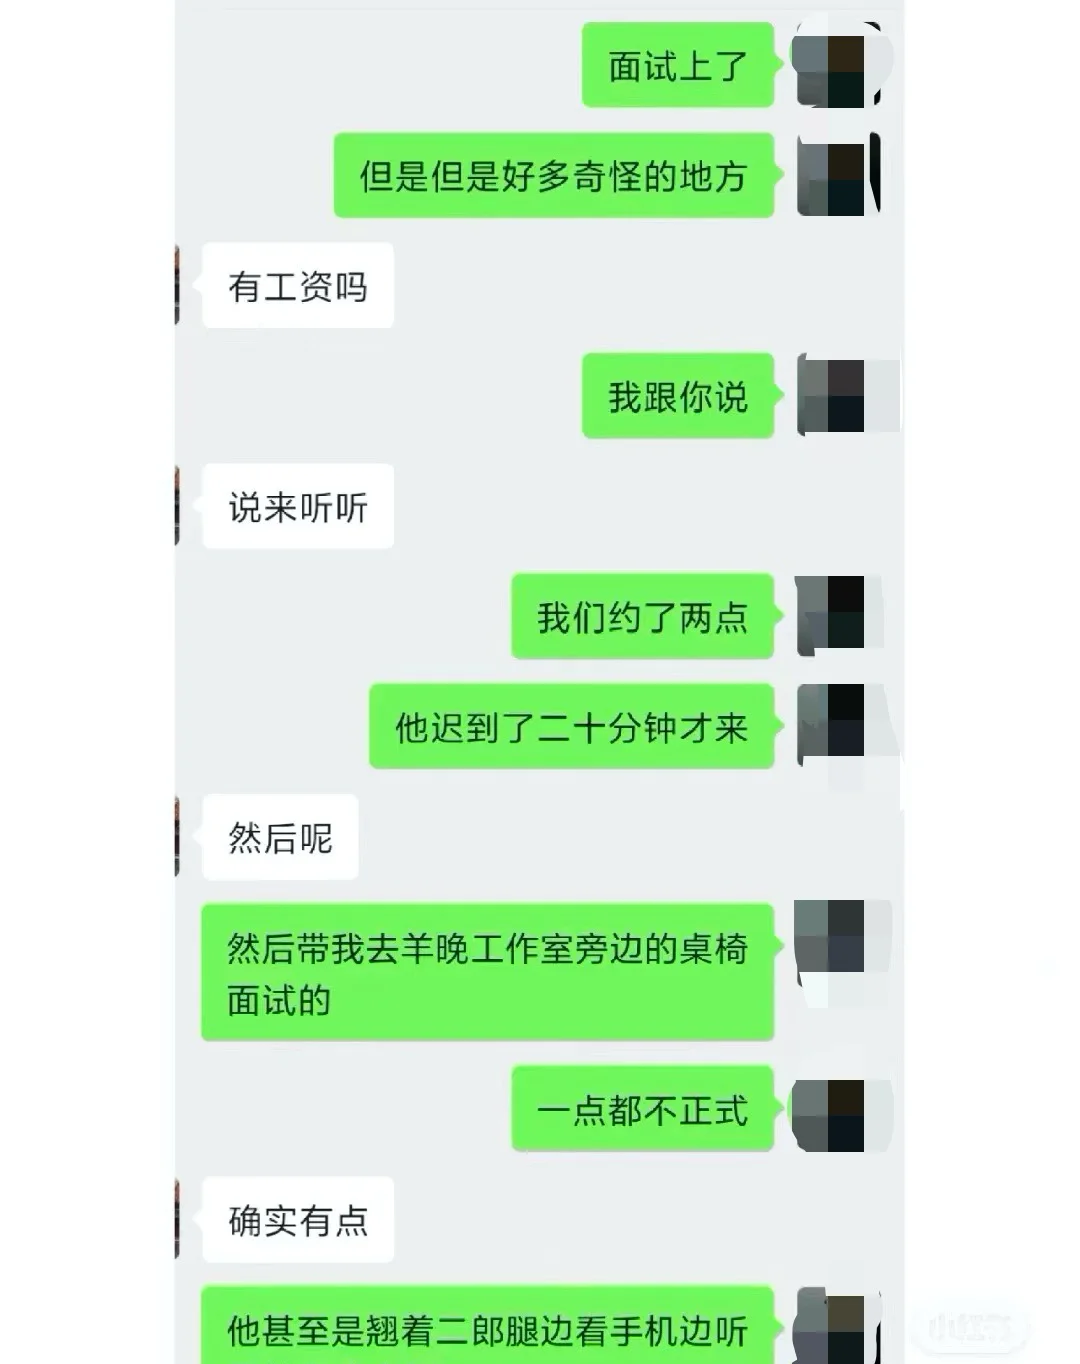 面试上了
但是但是好多奇怪的地方
有工资吗
我跟你说
说来听听
我们约了两点
他迟到了二十分钟才来
然后呢
然后带我去羊晚工作室旁边的桌椅
面试的
一点都不正式
确实有点
他甚至是翘着二郎腿边看手机边听